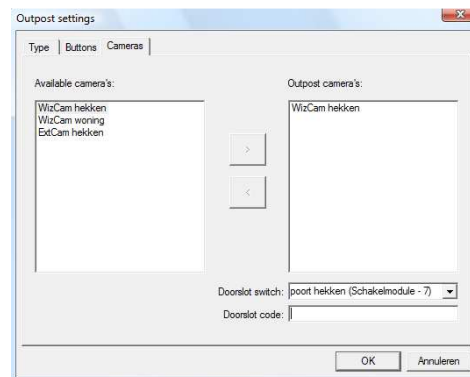 Outpost settings
Type
Buttons
Cameras
Available camera's:
WizCam hekken
WizCam woning
ExtCam hekken
>
<
Outpost camera's:
WizCam hekken
Doorslot switch:
poort hekken (Schakelmodule - 7)
Doorslot code:
OK
Annuleren